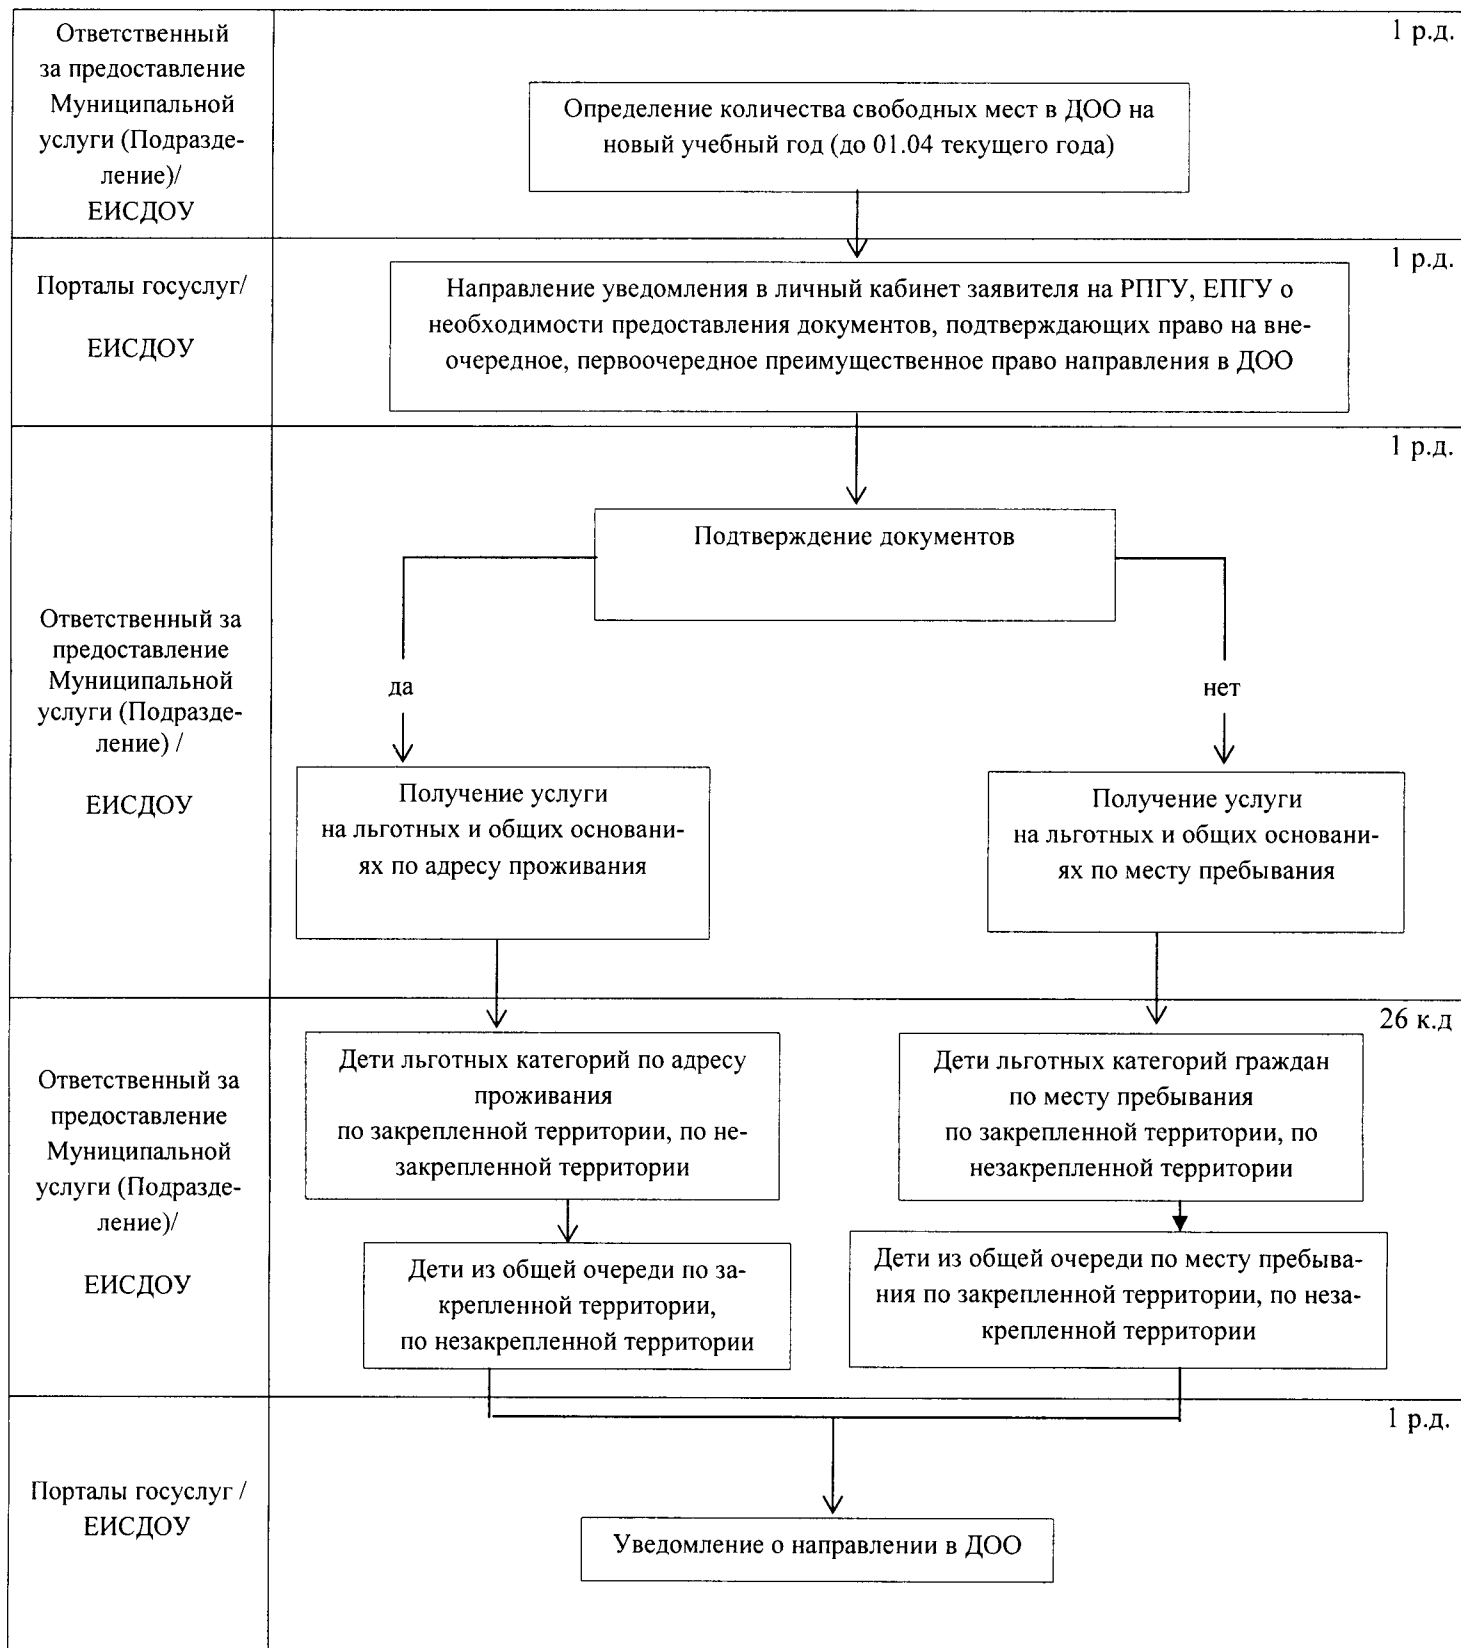 Ответственный
за предоставление
Муниципальной
услуги (Подразде-
ление)/
ЕИСДОУ
1 р.д.
Определение количества свободных мест в ДОО на
новый учебный год (до 01.04 текущего года)
Порталы госуслуг/
ЕИСДОУ
1 р.д.
Направление уведомления в личный кабинет заявителя на РПГУ, ЕПГУ о
необходимости предоставления документов, подтверждающих право на вне-
очередное, первоочередное преимущественное право направления в ДОО
Ответственный за
предоставление
Муниципальной
услуги (Подразде-
ление) /
ЕИСДОУ
1 р.д.
Подтверждение документов
да
нет
Получение услуги
на льготных и общих основани-
ях по адресу проживания
Получение услуги
на льготных и общих основани-
ях по месту пребывания
Ответственный за
предоставление
Муниципальной
услуги (Подразде-
ление)/
ЕИСДОУ
26 к.д
Дети льготных категорий по адресу
проживания
по закрепленной территории, по не-
закрепленной территории
Дети льготных категорий граждан
по месту пребывания
по закрепленной территории, по
незакрепленной территории
Дети из общей очереди по за-
крепленной территории,
по незакрепленной территории
Дети из общей очереди по месту пребыва-
ния по закрепленной территории, по неза-
крепленной территории
Порталы госуслуг /
ЕИСДОУ
1 р.д.
Уведомление о направлении в ДОО